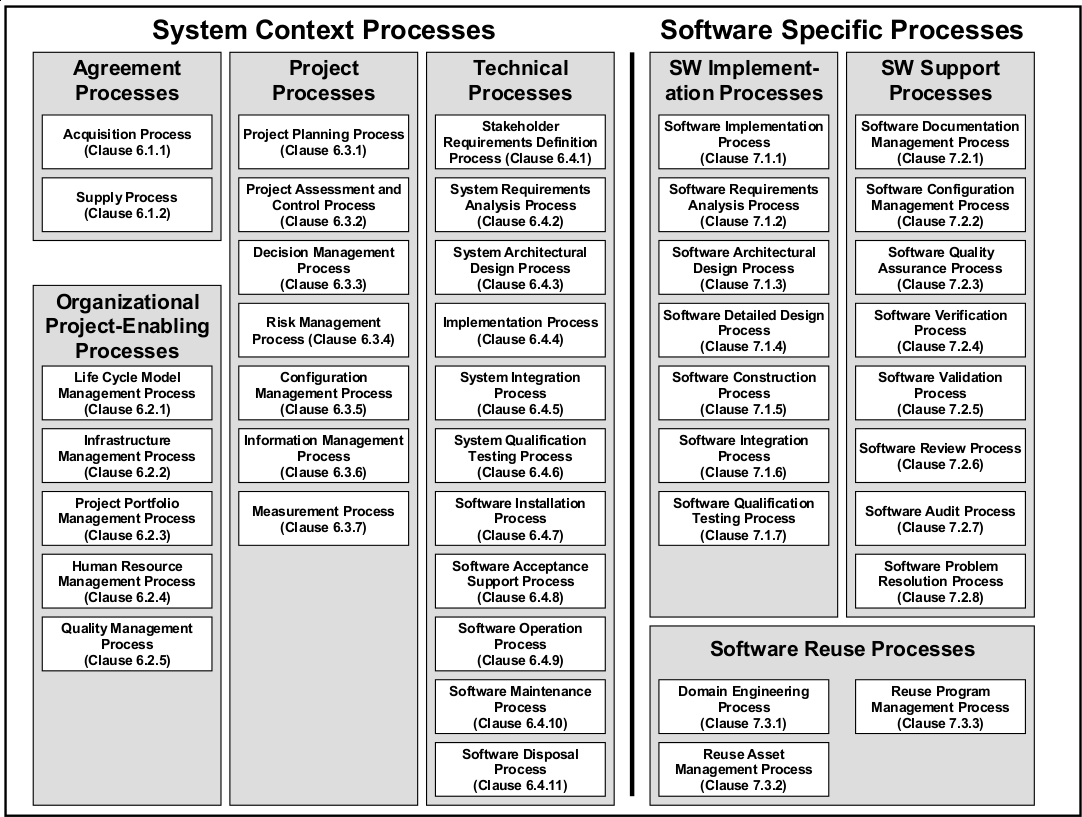 System Context Processes
Software Specific Processes
Agreement
Processes
Acquisition Process
(Clause 6.1.1)
Supply Process
(Clause 6.1.2)
Organizational
Project-Enabling
Processes
Life Cycle Model
Management Process
(Clause 6.2.1)
Infrastructure
Management Process
(Clause 6.2.2)
Project Portfolio
Management Process
(Clause 6.2.3)
Human Resource
Management Process
(Clause 6.2.4)
Quality Management
Process
(Clause 6.2.5)
Project
Processes
Project Planning Process
(Clause 6.3.1)
Project Assessment and
Control Process
(Clause 6.3.2)
Decision Management
Process
(Clause 6.3.3)
Risk Management
Process (Clause 6.3.4)
Configuration
Management Process
(Clause 6.3.5)
Information Management
Process
(Clause 6.3.6)
Measurement Process
(Clause 6.3.7)
Technical
Processes
Stakeholder
Requirements Definition
Process (Clause 6.4.1)
System Requirements
Analysis Process
(Clause 6.4.2)
System Architectural
Design Process
(Clause 6.4.3)
Implementation Process
(Clause 6.4.4)
System Integration
Process
(Clause 6.4.5)
System Qualification
Testing Process
(Clause 6.4.6)
Software Installation
Process
(Clause 6.4.7)
Software Acceptance
Support Process
(Clause 6.4.8)
Software Operation
Process
(Clause 6.4.9)
Software Maintenance
Process
(Clause 6.4.10)
Software Disposal
Process
(Clause 6.4.11)
SW Implement-
ation Processes
Software Implementation
Process
(Clause 7.1.1)
Software Requirements
Analysis Process
(Clause 7.1.2)
Software Architectural
Design Process
(Clause 7.1.3)
Software Detailed Design
Process
(Clause 7.1.4)
Software Construction
Process
(Clause 7.1.5)
Software Integration
Process
(Clause 7.1.6)
Software Qualification
Testing Process
(Clause 7.1.7)
SW Support
Processes
Software Documentation
Management Process
(Clause 7.2.1)
Software Configuration
Management Process
(Clause 7.2.2)
Software Quality
Assurance Process
(Clause 7.2.3)
Software Verification
Process
(Clause 7.2.4)
Software Validation
Process
(Clause 7.2.5)
Software Review Process
(Clause 7.2.6)
Software Audit Process
(Clause 7.2.7)
Software Problem
Resolution Process
(Clause 7.2.8)
Software Reuse Processes
Domain Engineering
Process
(Clause 7.3.1)
Reuse Asset
Management Process
(Clause 7.3.2)
Reuse Program
Management Process
(Clause 7.3.3)